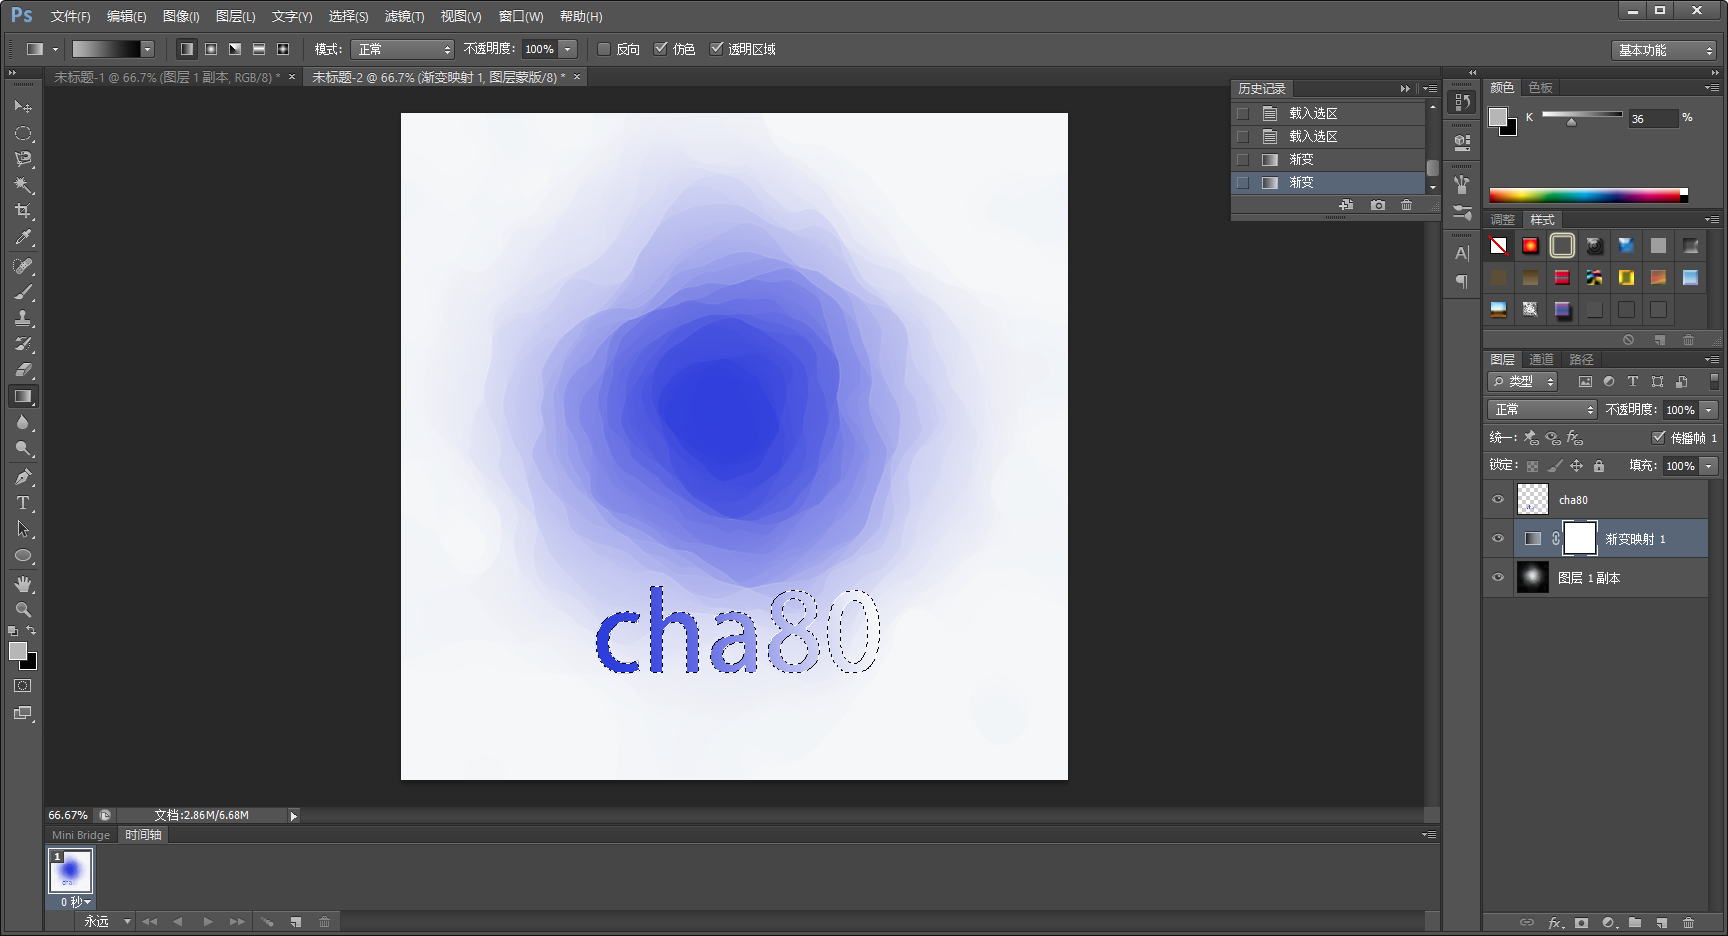 Ps 文件(F) 编辑(E) 图像(I) 图层(L) 文字(Y) 选择(S) 滤镜(T) 视图(V) 窗口(W) 帮助(H)
模式: 正常 不透明度: 100% 反向 仿色 透明区域 基本功能
未标题-1 @ 66.7% (图层 1 副本, RGB/8) * × 未标题-2 @ 66.7% (渐变映射 1, 图层蒙版/8) * ×
历史记录
载入选区
载入选区
渐变
渐变
颜色 色板
K 36 %
调整 样式
图层 通道 路径
类型
正常 不透明度: 100%
统一: 传播帧 1
锁定: 填充: 100%
cha80
渐变映射 1
图层 1 副本
cha80
66.67% 文档:2.86M/6.68M
Mini Bridge 时间轴
1
cha
0 秒
永远